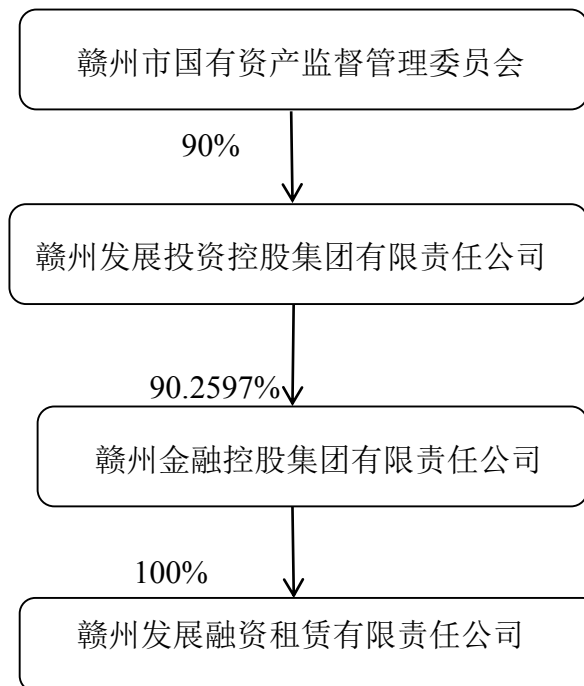 赣州市国有资产监督管理委员会
90%
赣州发展投资控股集团有限责任公司
90.2597%
赣州金融控股集团有限责任公司
100%
赣州发展融资租赁有限责任公司